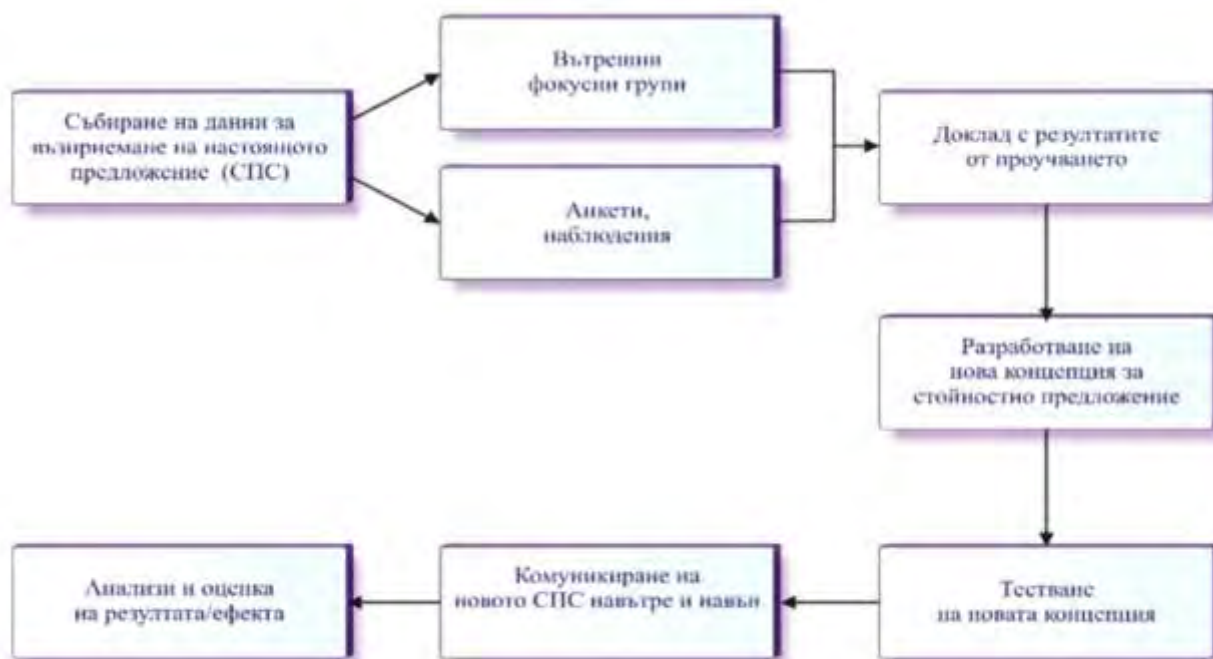 Събиране на данни за
възприемане на настоящото
предложение (СПС)
Вътрешни
фокусни групи
Анкети,
наблюдения
Доклад с резултатите
от проучването
Разработване на
нова концепция за
стойностно предложение
Тестване
на новата концепция
Комуникиране на
новото СПС навътре и навън
Анализи и оценка
на резултата/ефекта